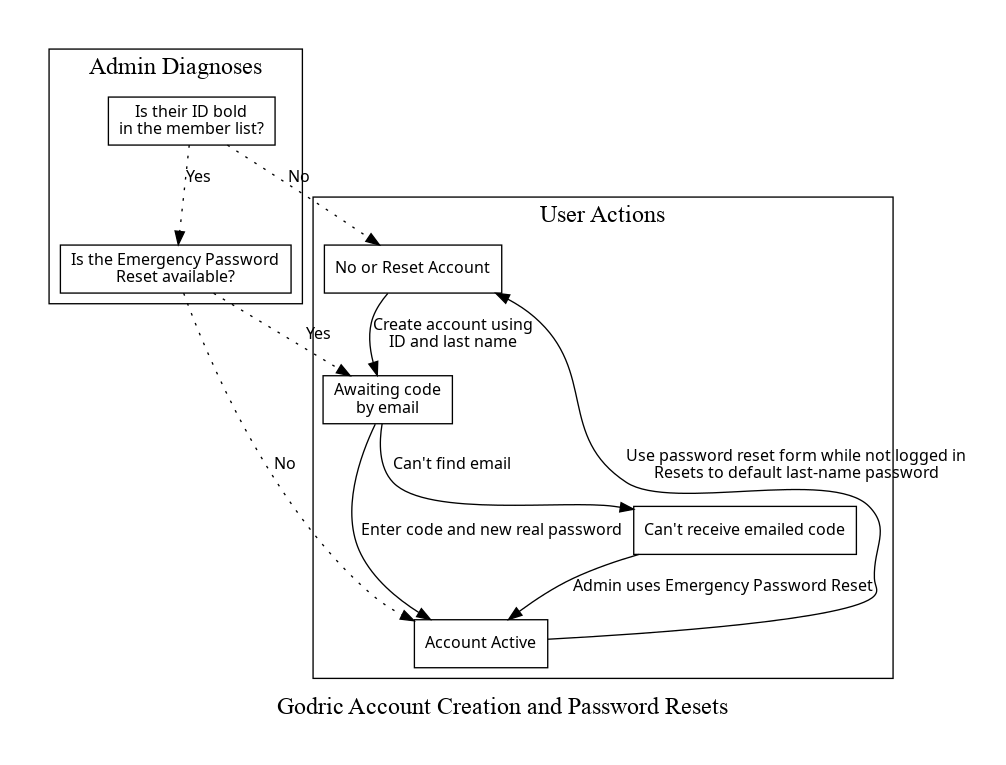 Admin Diagnoses
Is their ID bold
in the member list?
Yes
No
User Actions
Is the Emergency Password
Reset available?
No or Reset Account
Yes
Create account using
ID and last name
Awaiting code
by email
No
Can't find email
Use password reset form while not logged in
Resets to default last-name password
Enter code and new real password
Can't receive emailed code
Admin uses Emergency Password Reset
Account Active
Godric Account Creation and Password Resets